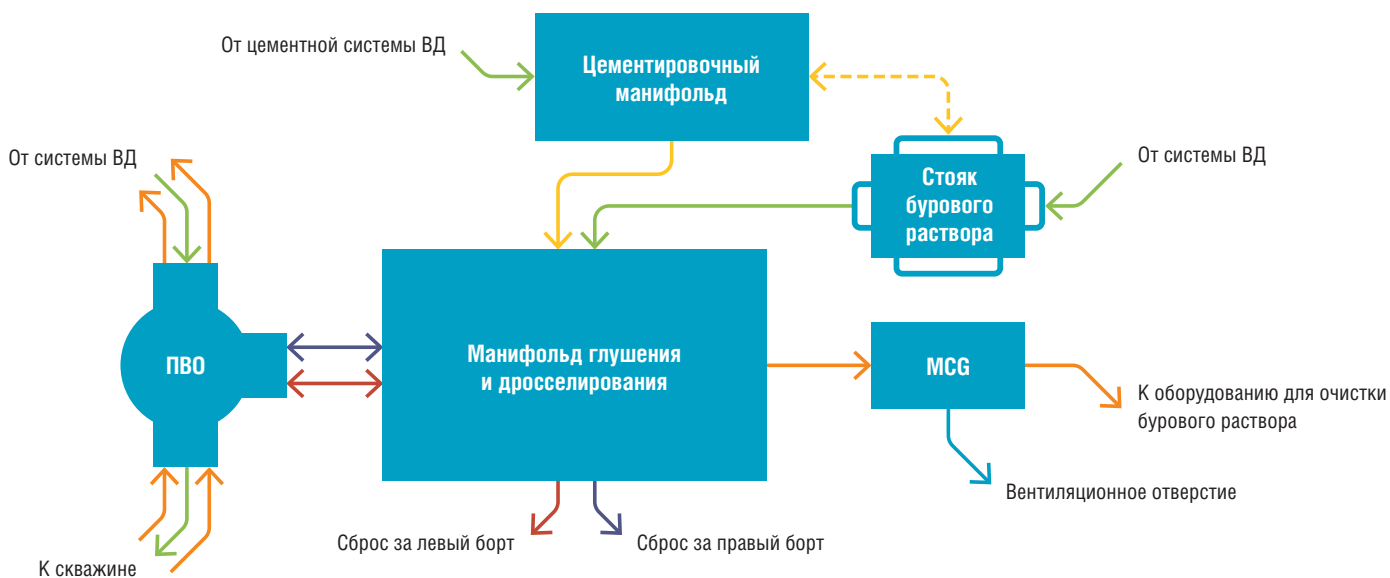 От цементной системы ВД
Цементировочный
манифольд
От системы ВД
Стояк
бурового
раствора
От системы ВД
ПВО
Манифольд глушения
и дросселирования
MCG
К оборудованию для очистки
бурового раствора
Вентиляционное отверстие
Сброс за левый борт
Сброс за правый борт
К скважине